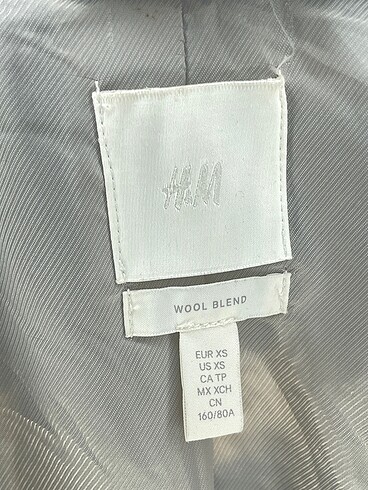 H&M
WOOL BLEND
EUR XS
US XS
CA TP
MX XCH
CN
160/80A